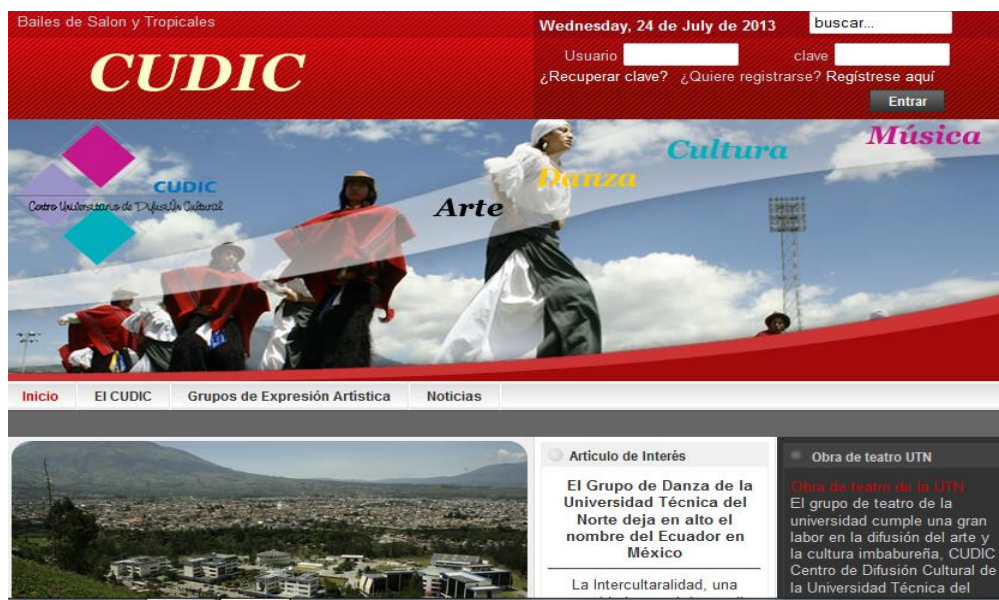 Bailes de Salon y Tropicales
Wednesday, 24 de July de 2013
buscar...
CUDIC
Usuario
clave
¿Recuperar clave? ¿Quiere registrarse? Regístrese aquí
Entrar
Música
Cultura
Danza
Arte
CUDIC
Centro Universitario de Difusión Cultural
Inicio
El CUDIC
Grupos de Expresión Artística
Noticias
Articulo de Interés
El Grupo de Danza de la
Universidad Técnica del
Norte deja en alto el
nombre del Ecuador en
México
La Interculturalidad, una
Obra de teatro UTN
Obra de teatro de la UTN
El grupo de teatro de la
universidad cumple una gran
labor en la difusión del arte y
la cultura imbabureña, CUDIC
Centro de Difusión Cultural de
la Universidad Técnica del